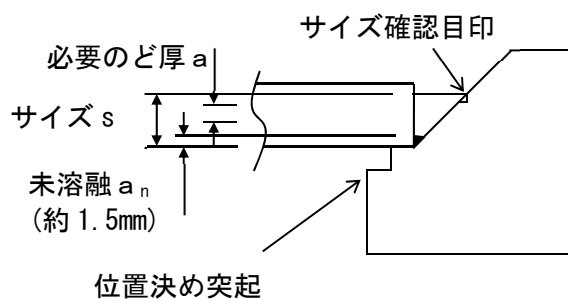 サイズ確認目印
必要のど厚 a
サイズ s
未溶融 aₙ
(約 1.5mm)
位置決め突起